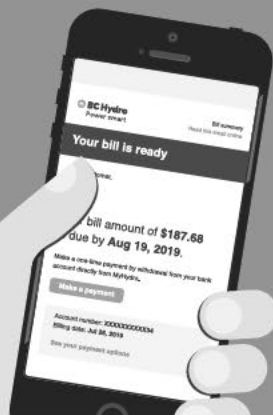 BC Hydro
Power smart
Bill summary
Read this email online
Your bill is ready
bill amount of $187.68
due by Aug 19, 2019.
Make a one-time payment by withdrawal from your bank
account directly from MyHydro.
Make a payment
Account number: XXXXXXXXXX34
Billing date: Jul 26, 2019
See your payment options